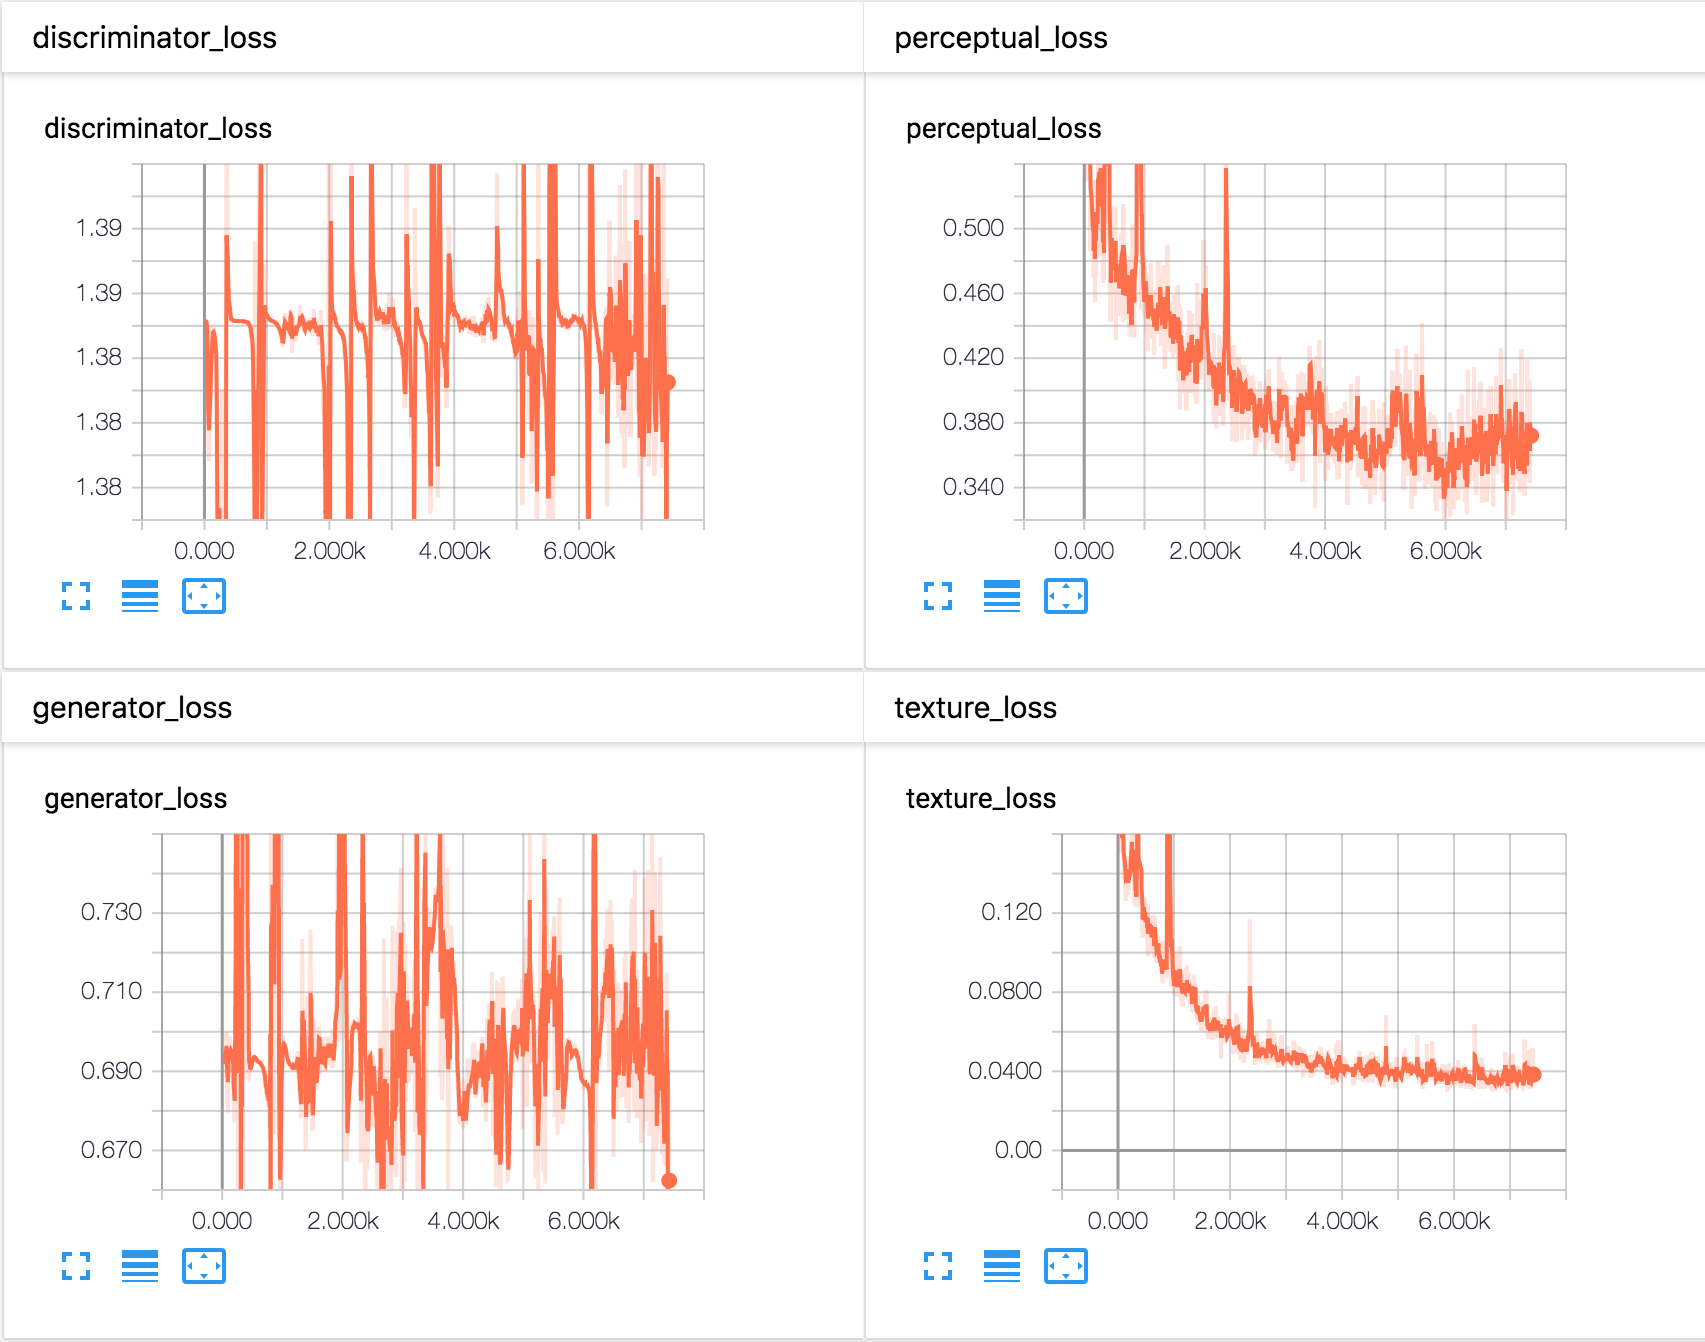 discriminator_loss
discriminator_loss
1.39
1.39
1.38
1.38
1.38
0.000 2.000k 4.000k 6.000k
perceptual_loss
perceptual_loss
0.500
0.460
0.420
0.380
0.340
0.000 2.000k 4.000k 6.000k
generator_loss
generator_loss
0.730
0.710
0.690
0.670
0.000 2.000k 4.000k 6.000k
texture_loss
texture_loss
0.120
0.0800
0.0400
0.00
0.000 2.000k 4.000k 6.000k